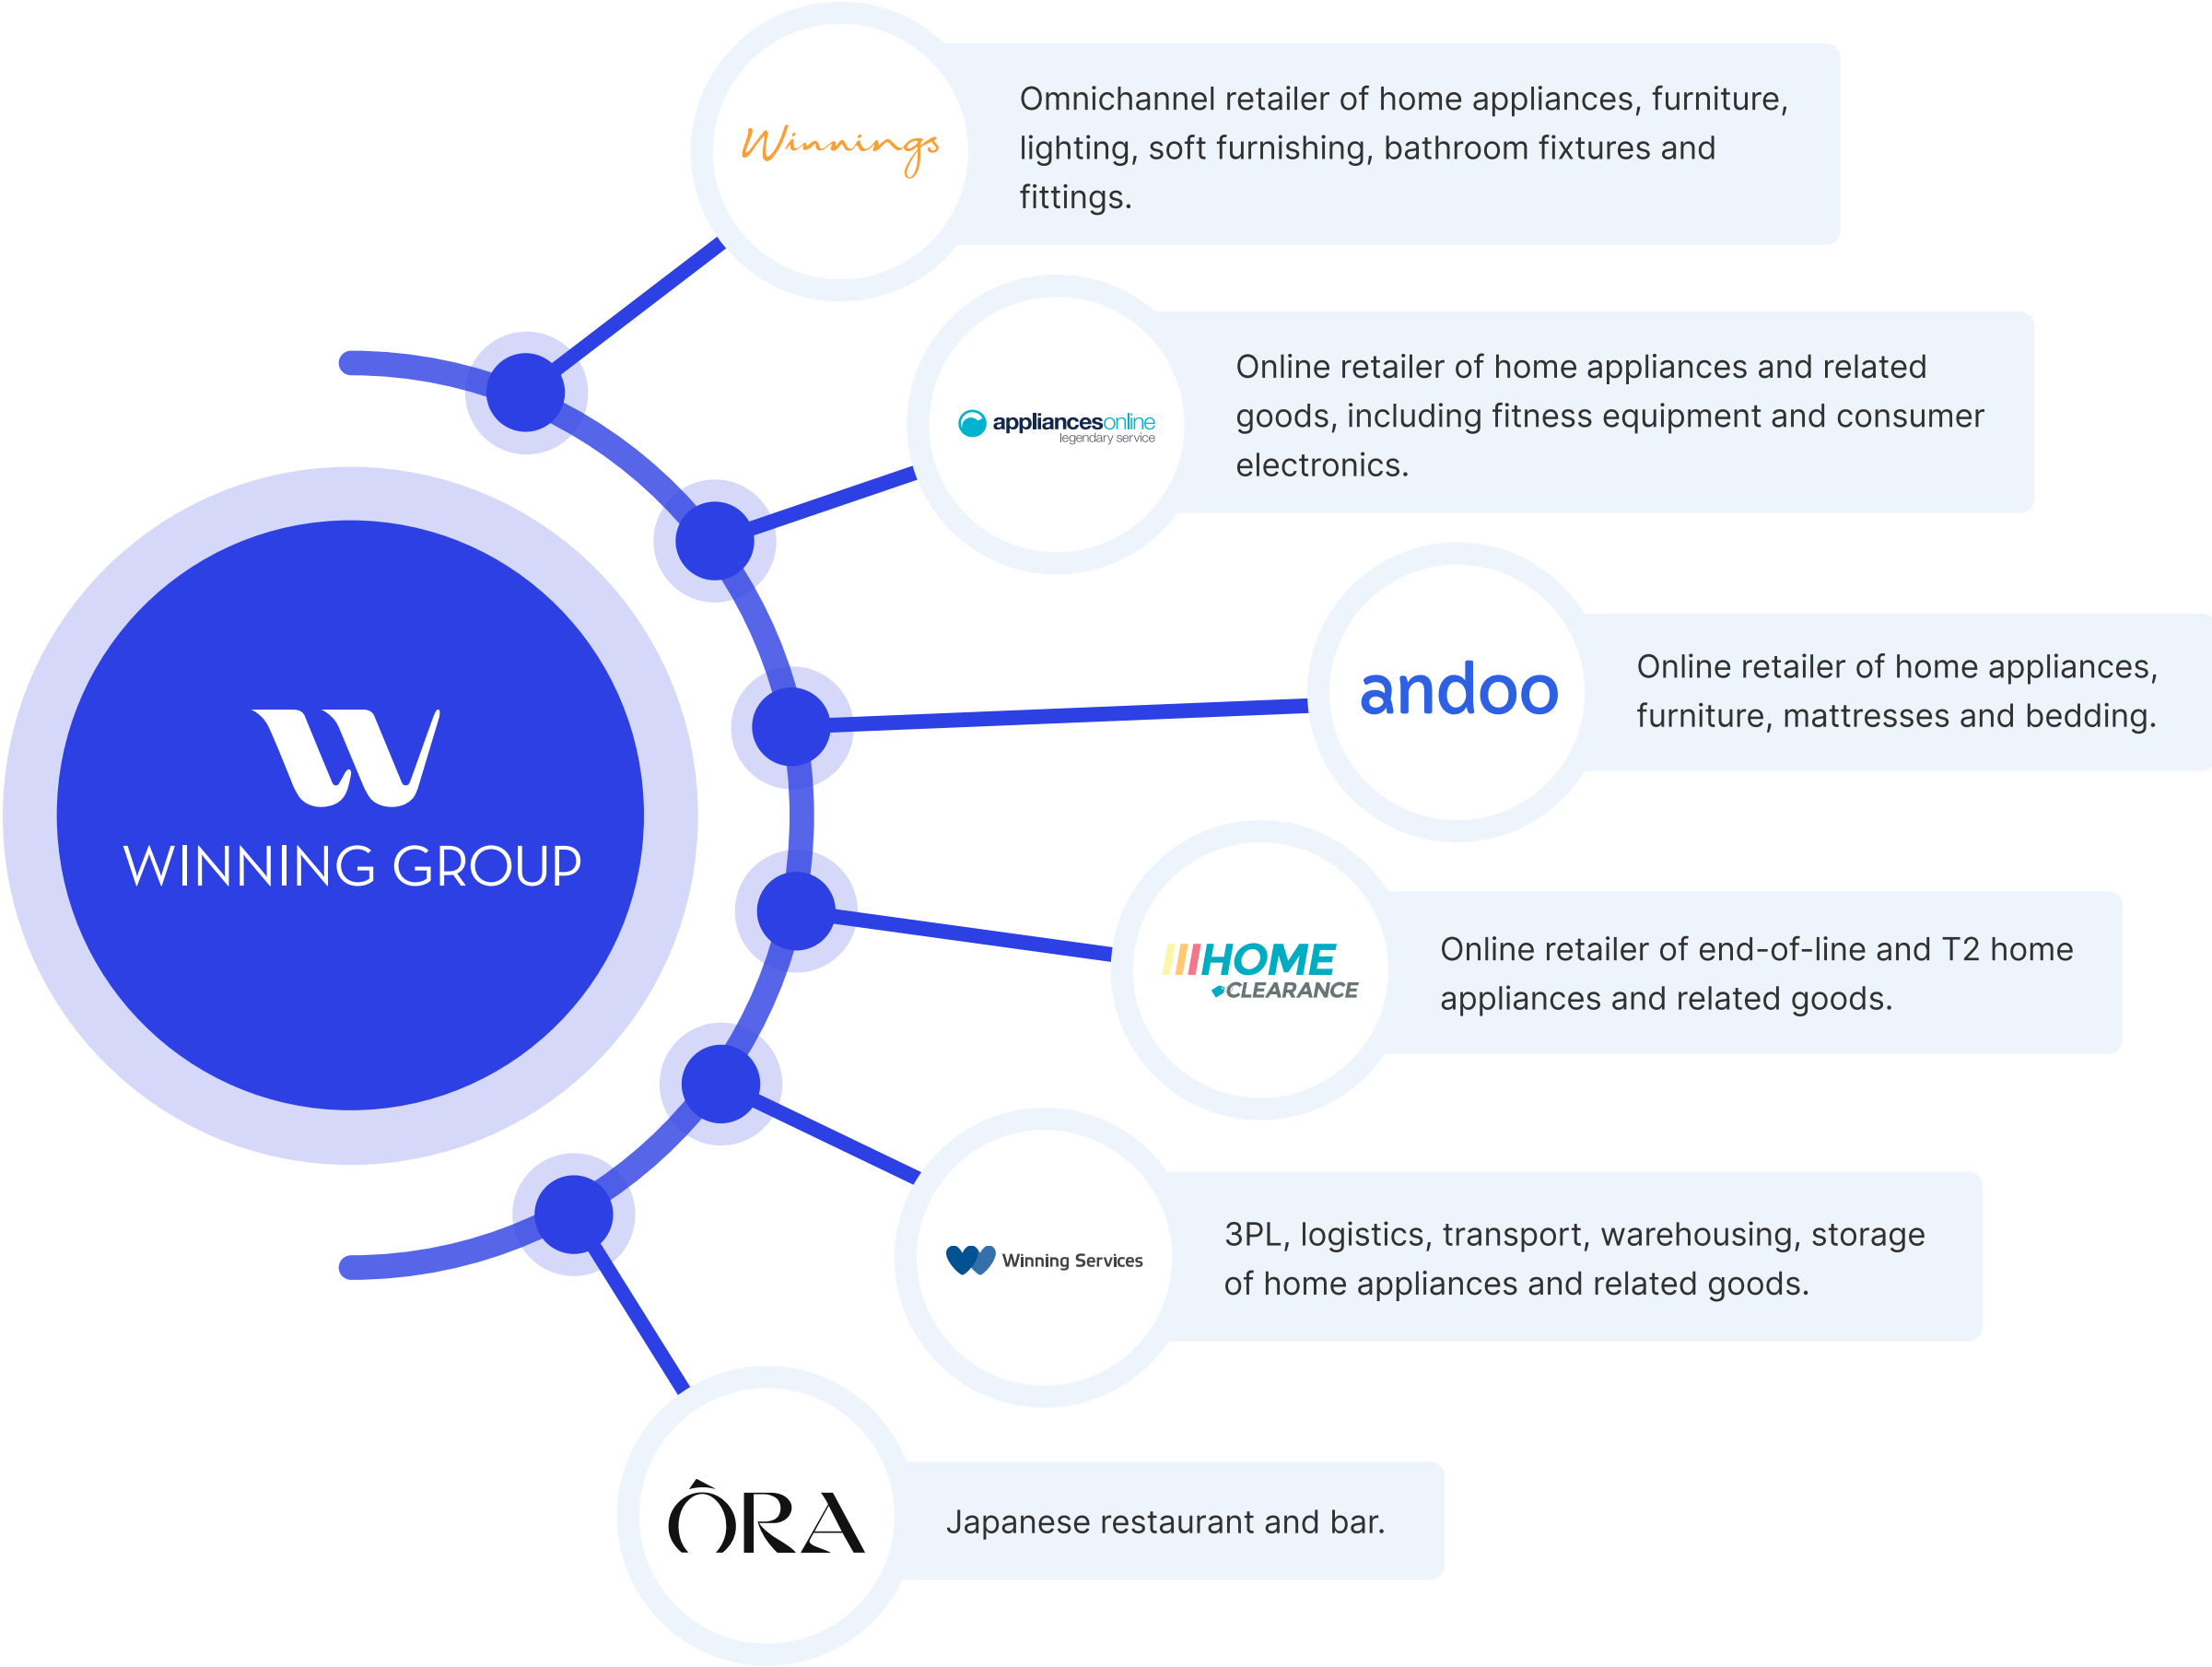 Winnings
Omnichannel retailer of home appliances, furniture,
lighting, soft furnishing, bathroom fixtures and
fittings.
appliancesonline
legendary service
Online retailer of home appliances and related
goods, including fitness equipment and consumer
electronics.
andoo
Online retailer of home appliances,
furniture, mattresses and bedding.
W
WINNING GROUP
HOME
CLEARANCE
Online retailer of end-of-line and T2 home
appliances and related goods.
Winning Services
3PL, logistics, transport, warehousing, storage
of home appliances and related goods.
ÔRA
Japanese restaurant and bar.